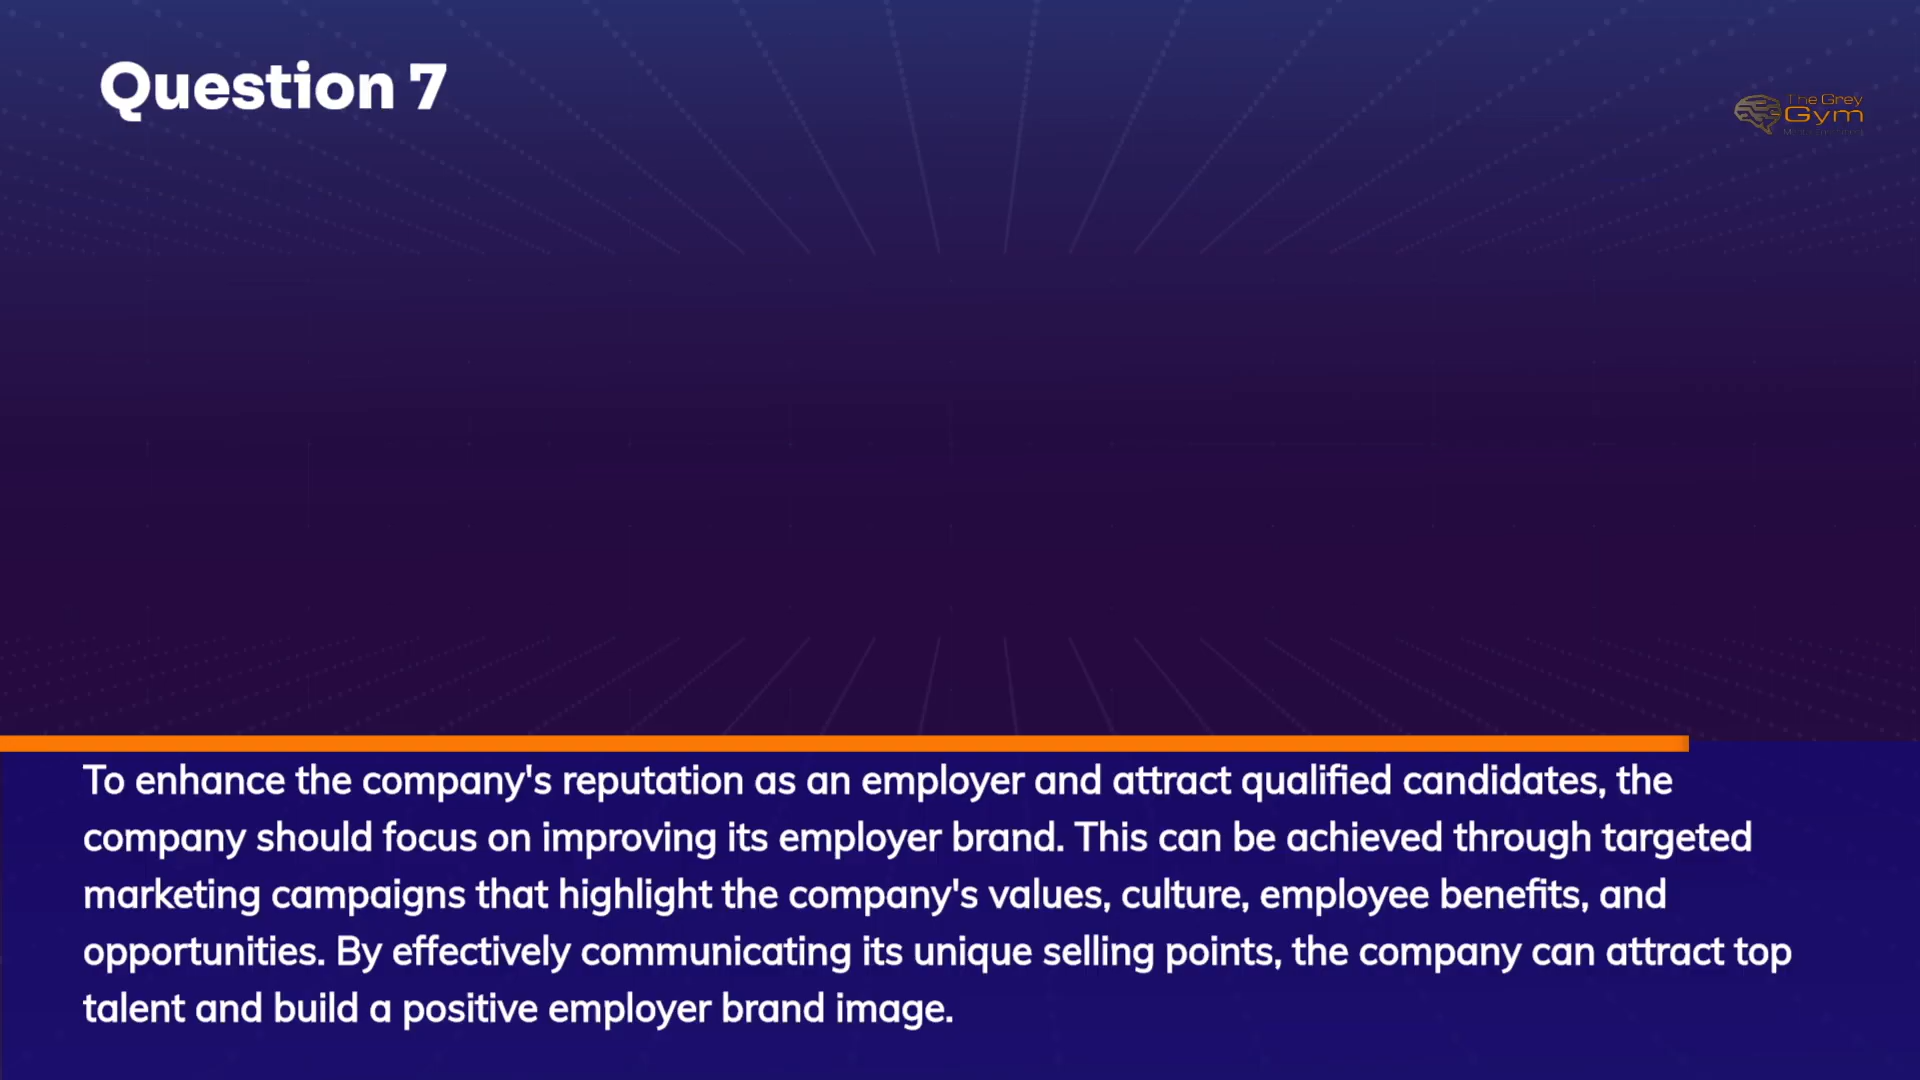 Question 7
The Grey
Gym
To enhance the company's reputation as an employer and attract qualified candidates, the
company should focus on improving its employer brand. This can be achieved through targeted
marketing campaigns that highlight the company's values, culture, employee benefits, and
opportunities. By effectively communicating its unique selling points, the company can attract top
talent and build a positive employer brand image.